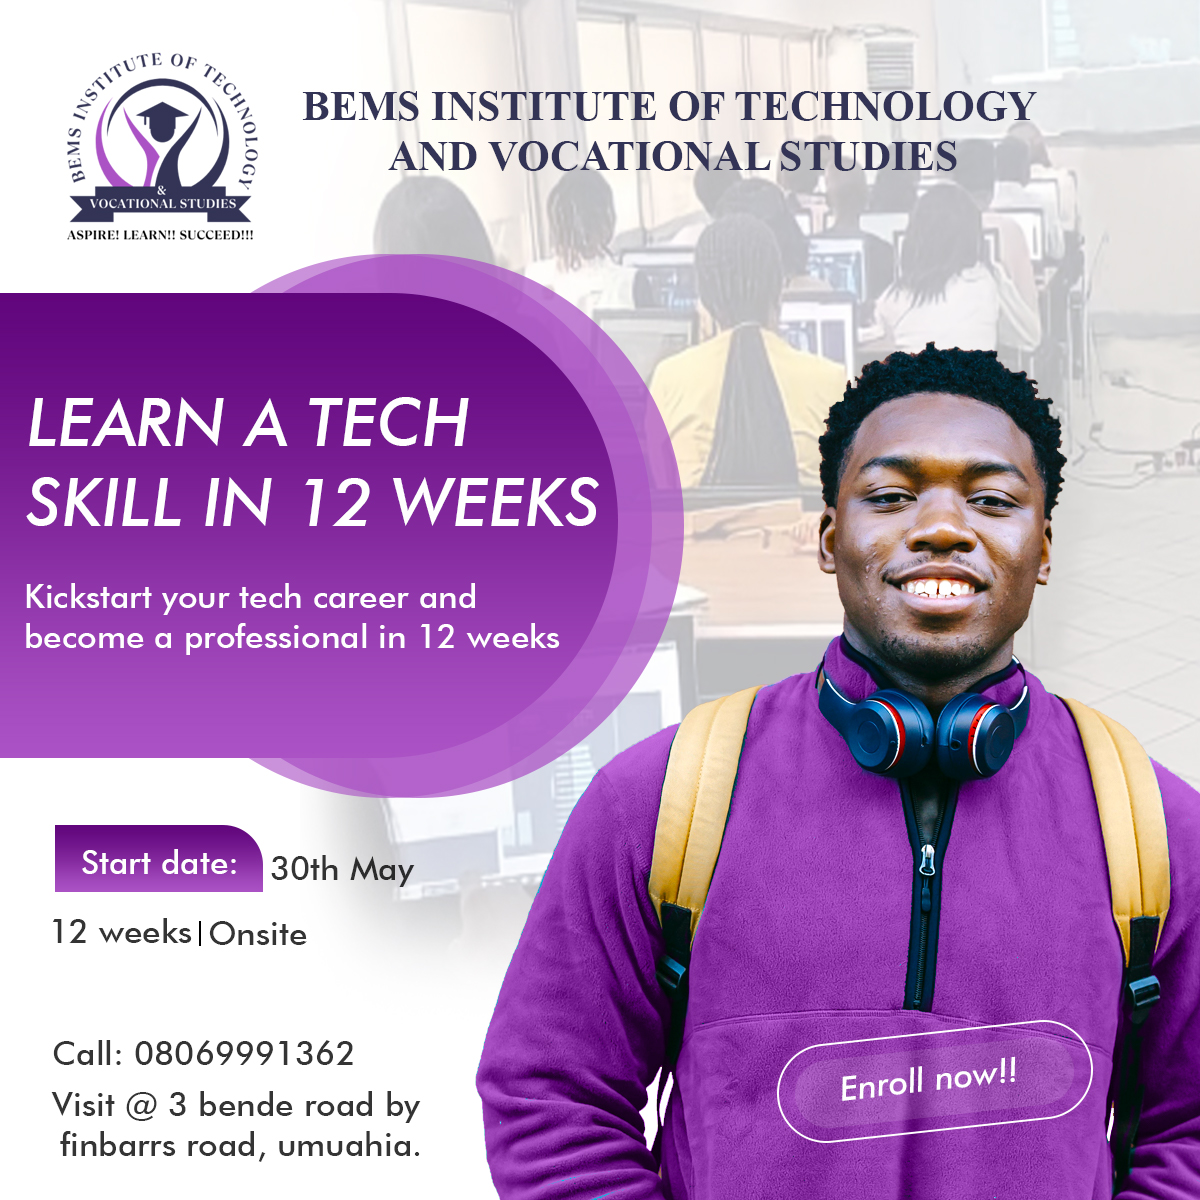 BEMS INSTITUTE OF TECHNOLOGY
&
VOCATIONAL STUDIES
ASPIRE! LEARN!! SUCCEED!!!
BEMS INSTITUTE OF TECHNOLOGY
AND VOCATIONAL STUDIES
LEARN A TECH
SKILL IN 12 WEEKS
Kickstart your tech career and
become a professional in 12 weeks
Start date: 30th May
12 weeks|Onsite
Call: 08069991362
Visit @ 3 bende road by
finbarrs road, umuahia.
Enroll now!!